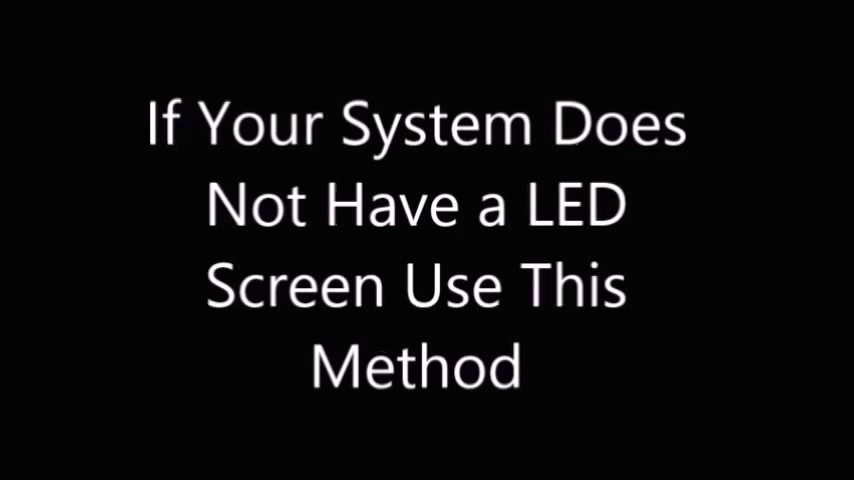 If Your System Does
Not Have a LED
Screen Use This
Method